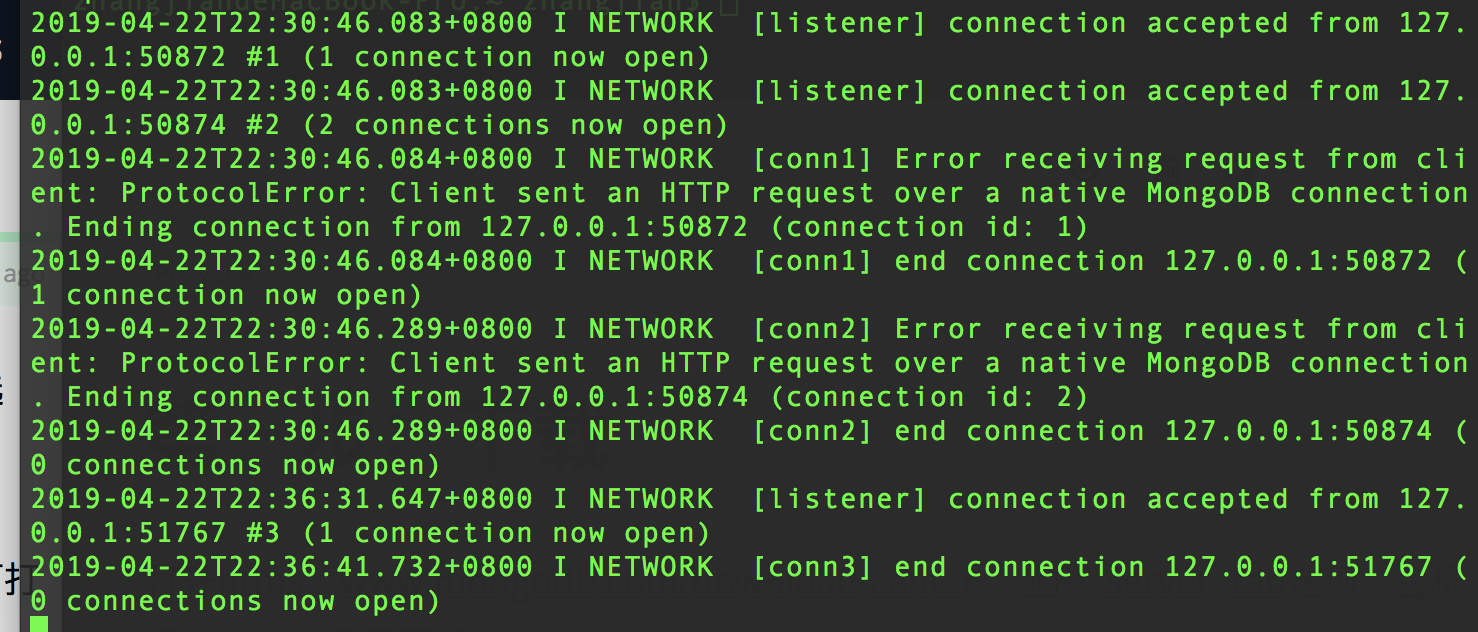 2019-04-22T22:30:46.083+0800 I NETWORK  [listener] connection accepted from 127.
0.0.1:50872 #1 (1 connection now open)
2019-04-22T22:30:46.083+0800 I NETWORK  [listener] connection accepted from 127.
0.0.1:50874 #2 (2 connections now open)
2019-04-22T22:30:46.084+0800 I NETWORK  [conn1] Error receiving request from cli
ent: ProtocolError: Client sent an HTTP request over a native MongoDB connection
. Ending connection from 127.0.0.1:50872 (connection id: 1)
2019-04-22T22:30:46.084+0800 I NETWORK  [conn1] end connection 127.0.0.1:50872 (
1 connection now open)
2019-04-22T22:30:46.289+0800 I NETWORK  [conn2] Error receiving request from cli
ent: ProtocolError: Client sent an HTTP request over a native MongoDB connection
. Ending connection from 127.0.0.1:50874 (connection id: 2)
2019-04-22T22:30:46.289+0800 I NETWORK  [conn2] end connection 127.0.0.1:50874 (
0 connections now open)
2019-04-22T22:36:31.647+0800 I NETWORK  [listener] connection accepted from 127.
0.0.1:51767 #3 (1 connection now open)
2019-04-22T22:36:41.732+0800 I NETWORK  [conn3] end connection 127.0.0.1:51767 (
0 connections now open)